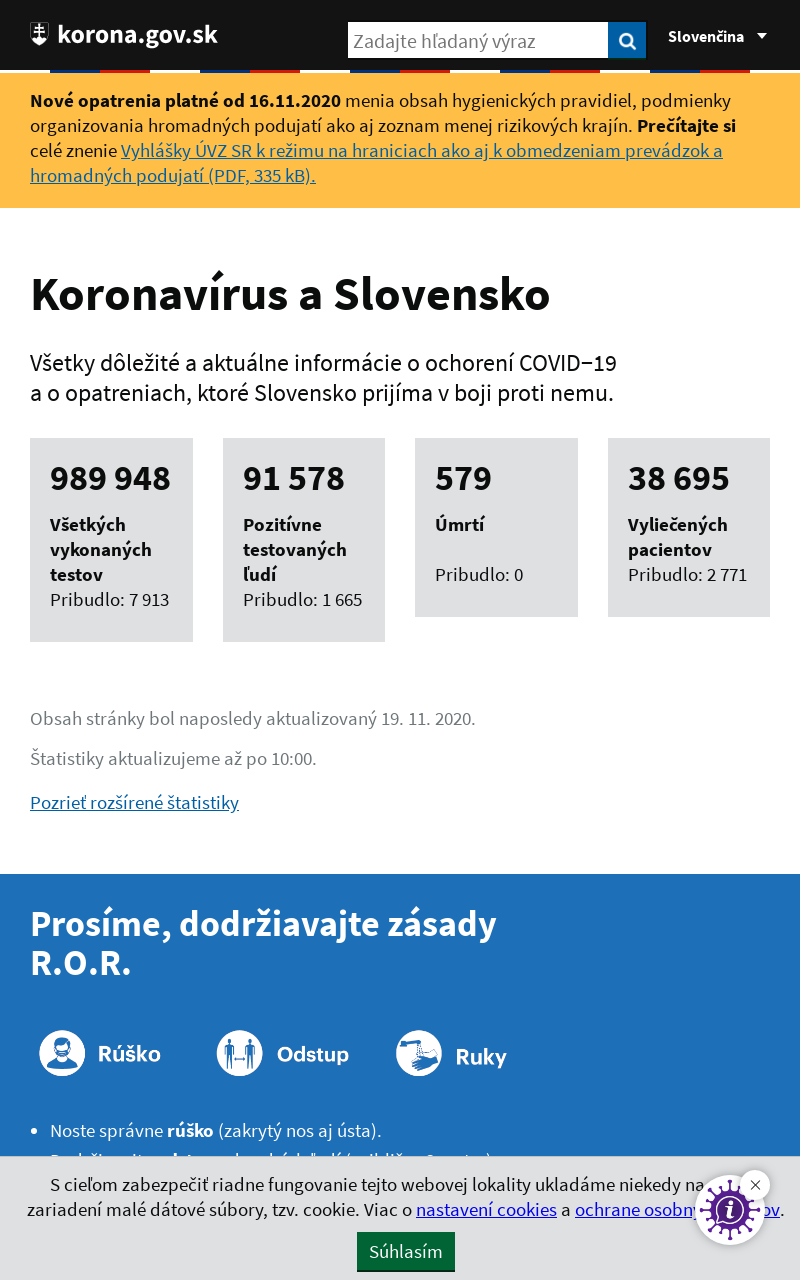 korona.gov.sk
Zadajte hľadaný výraz
Slovenčina
Nové opatrenia platné od 16.11.2020 menia obsah hygienických pravidiel, podmienky
organizovania hromadných podujatí ako aj zoznam menej rizikových krajín. Prečítajte si
celé znenie Vyhlášky ÚVZ SR k režimu na hraniciach ako aj k obmedzeniam prevádzok a
hromadných podujatí (PDF, 335 kB).
Koronavírus a Slovensko
Všetky dôležité a aktuálne informácie o ochorení COVID−19
a o opatreniach, ktoré Slovensko prijíma v boji proti nemu.
989 948
Všetkých
vykonaných
testov
Pribudlo: 7 913
91 578
Pozitívne
testovaných
ľudí
Pribudlo: 1 665
579
Úmrtí
Pribudlo: 0
38 695
Vyliečených
pacientov
Pribudlo: 2 771
Obsah stránky bol naposledy aktualizovaný 19. 11. 2020.
Štatistiky aktualizujeme až po 10:00.
Pozrieť rozšírené štatistiky
Prosíme, dodržiavajte zásady
R.O.R.
Rúško
Odstup
Ruky
Noste správne rúško (zakrytý nos aj ústa).
S cieľom zabezpečiť riadne fungovanie tejto webovej lokality ukladáme niekedy na
zariadení malé dátové súbory, tzv. cookie. Viac o nastavení cookies a ochrane
Súhlasím